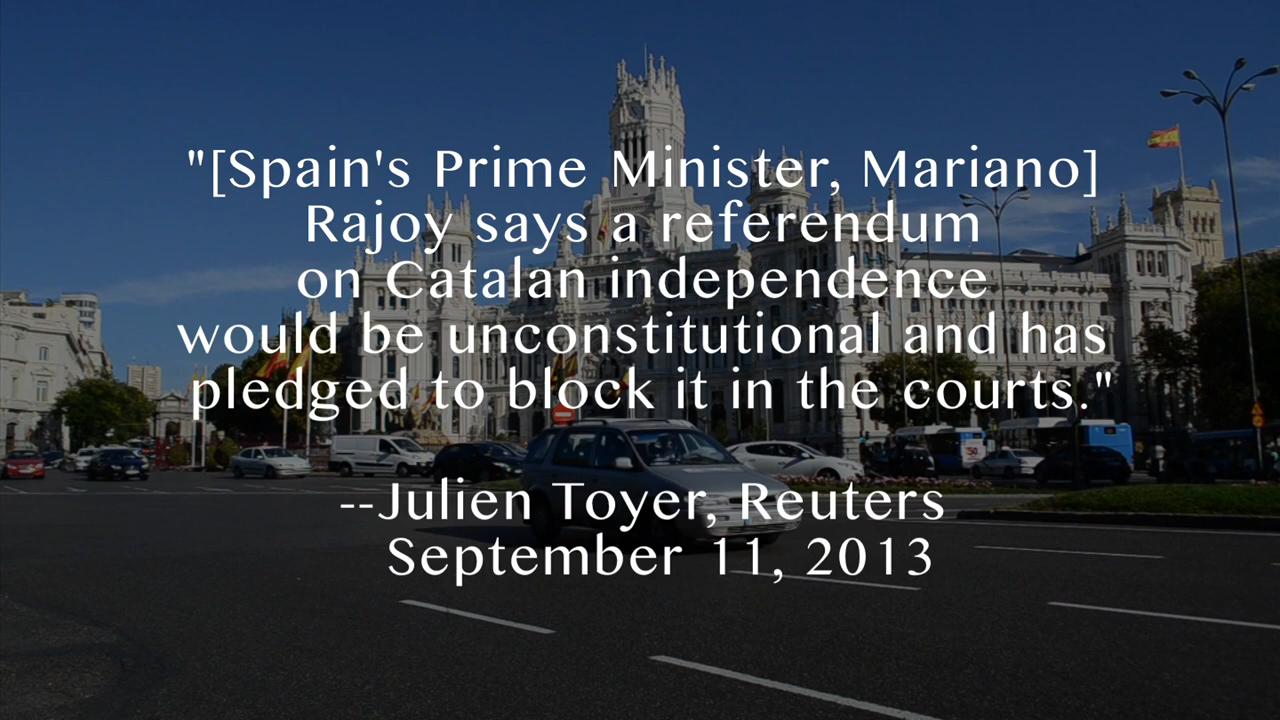 "[Spain's Prime Minister, Mariano]
Rajoy says a referendum
on Catalan independence
would be unconstitutional and has
pledged to block it in the courts."
--Julien Toyer, Reuters
September 11, 2013